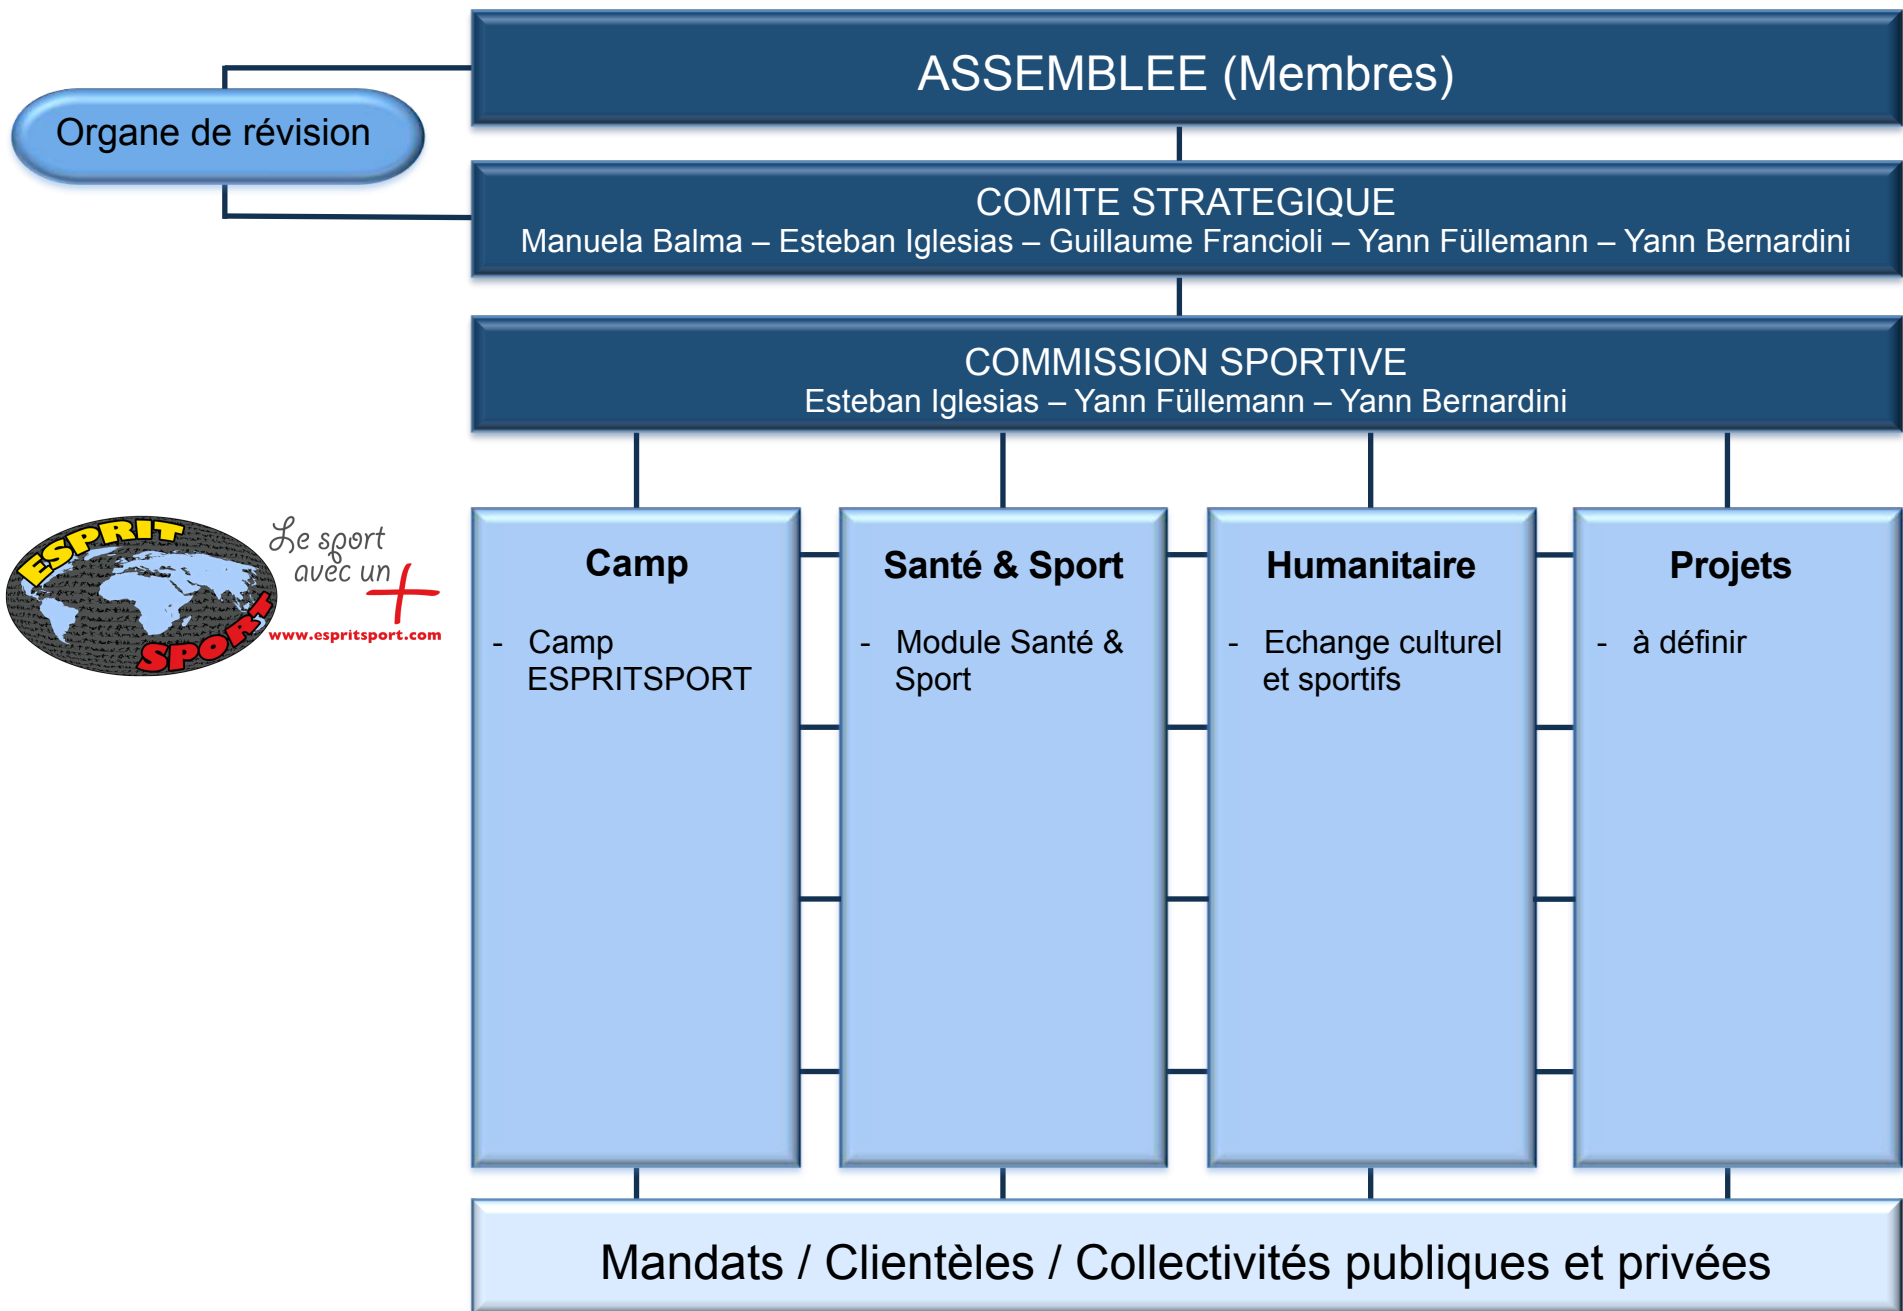 ASSEMBLEE (Membres)
Organe de révision
COMITE STRATEGIQUE
Manuela Balma – Esteban Iglesias – Guillaume Francioli – Yann Füllemann – Yann Bernardini
COMMISSION SPORTIVE
Esteban Iglesias – Yann Füllemann – Yann Bernardini
ESPRIT
SPORT
Le sport
avec un +
www.espritsport.com
Camp
- Camp
ESPRITSPORT
Santé & Sport
- Module Santé &
Sport
Humanitaire
- Echange culturel
et sportifs
Projets
- à définir
Mandats / Clientèles / Collectivités publiques et privées